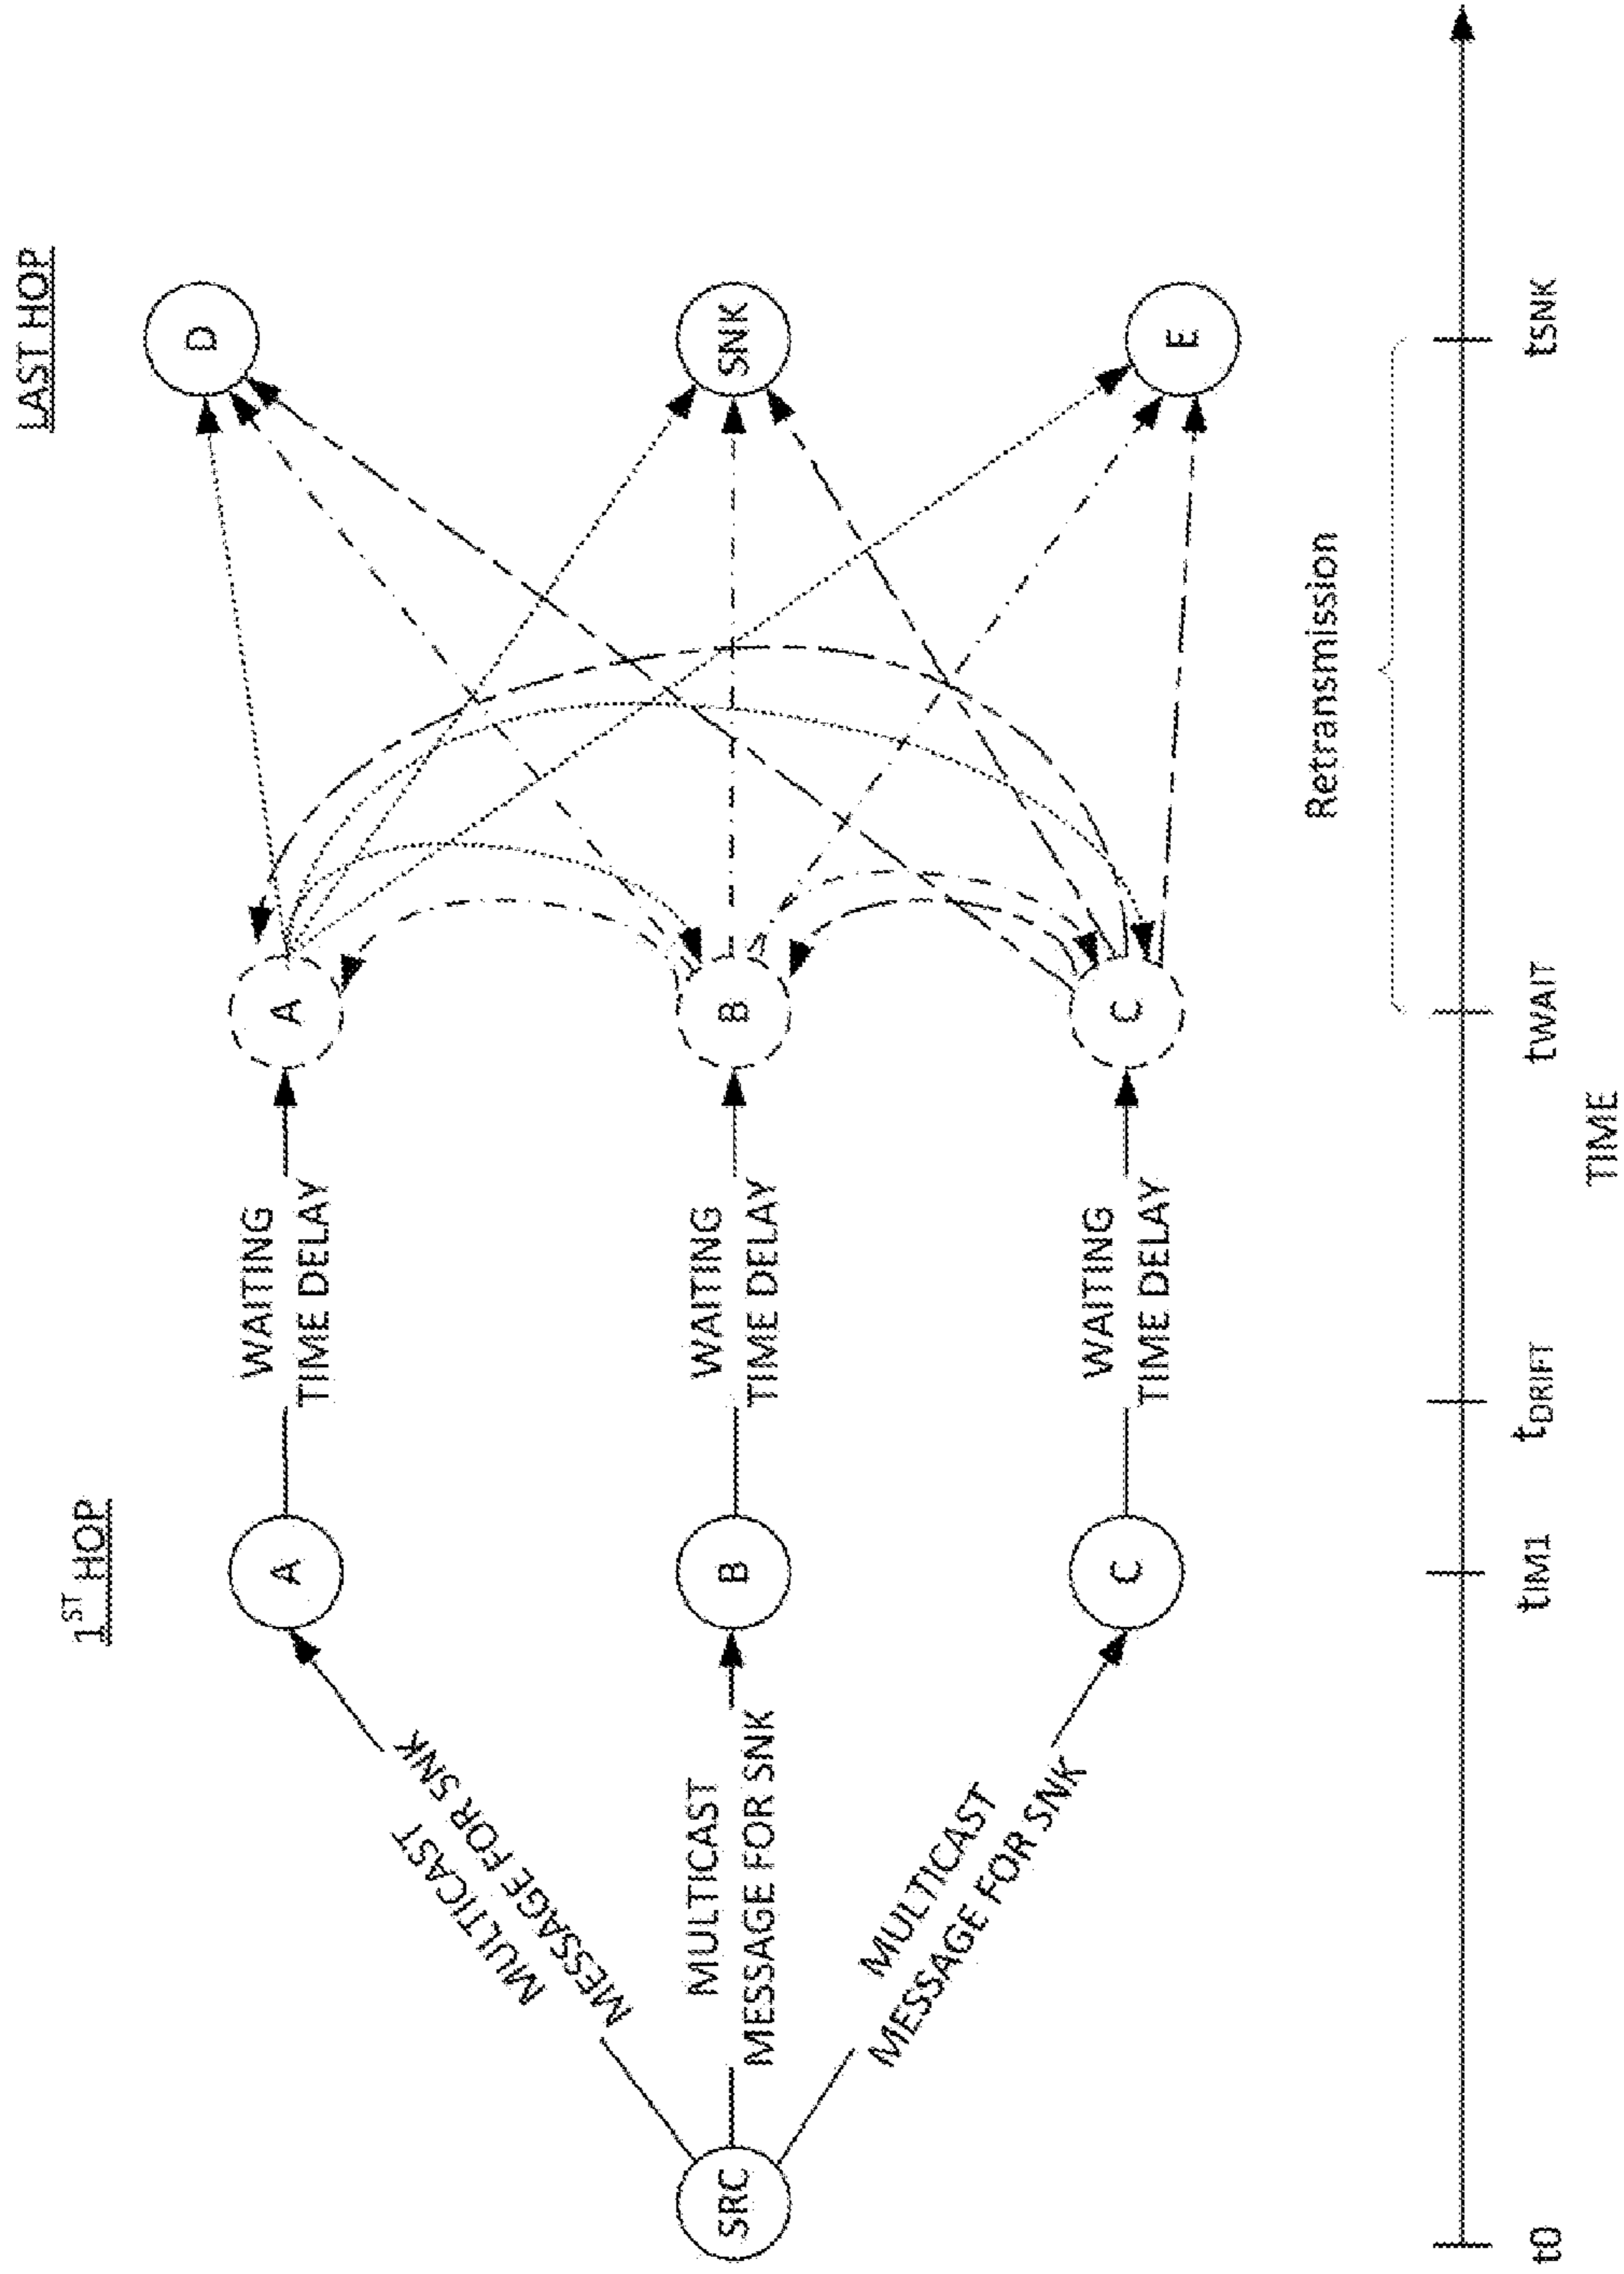 1ST HOP
LAST HOP
MULTICAST
MESSAGE FOR SNK
A
WAITING
TIME DELAY
A
D
SRC
MULTICAST
MESSAGE FOR SNK
B
WAITING
TIME DELAY
B
SNK
MULTICAST
MESSAGE FOR SNK
C
WAITING
TIME DELAY
C
E
Retransmission
t0
tIM1
tDRIFT
tWAIT
tSNK
TIME